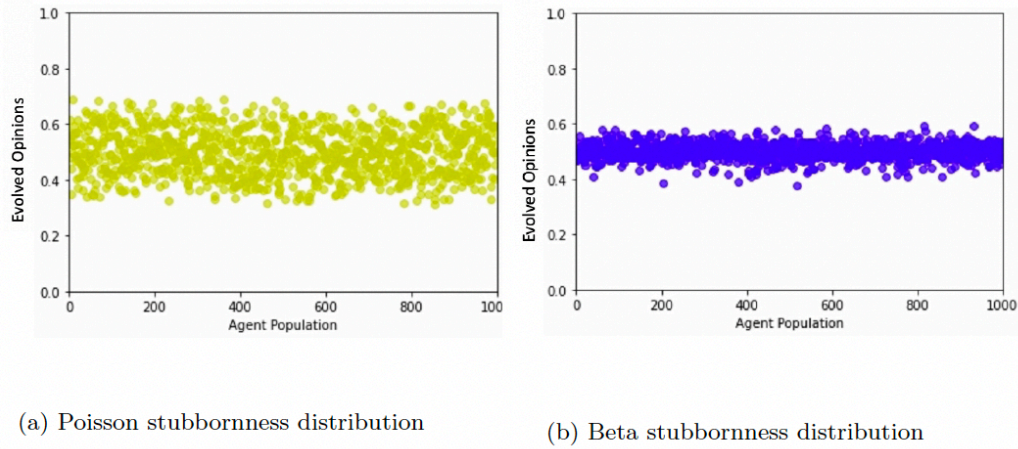 1.0
0.8
0.6
0.4
0.2
0.0
Evolved Opinions
0 200 400 600 800 100
Agent Population
1.0
0.8
0.6
0.4
0.2
0.0
Evolved Opinions
0 200 400 600 800 1000
Agent Population
(a) Poisson stubbornness distribution
(b) Beta stubbornness distribution